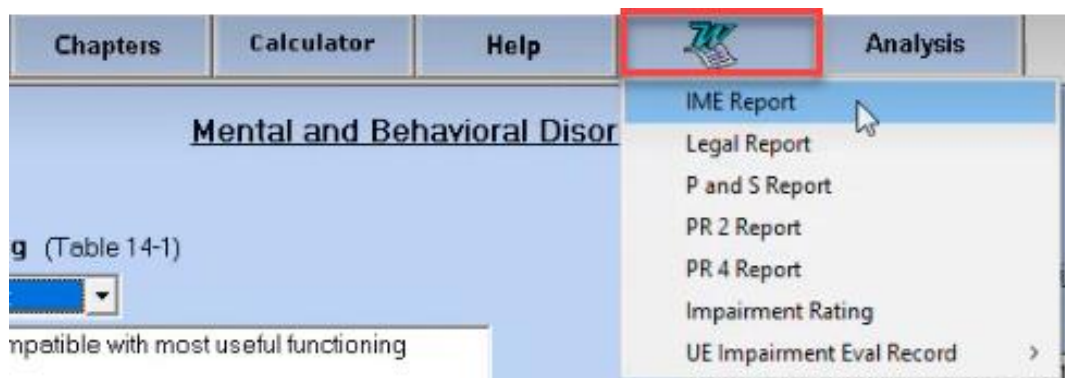 Chapters Calculator Help W Analysis
IME Report
Mental and Behavioral Disor
Legal Report
P and S Report
PR 2 Report
g (Table 14-1)
PR 4 Report
Impairment Rating
mpatible with most useful functioning
UE Impairment Eval Record >